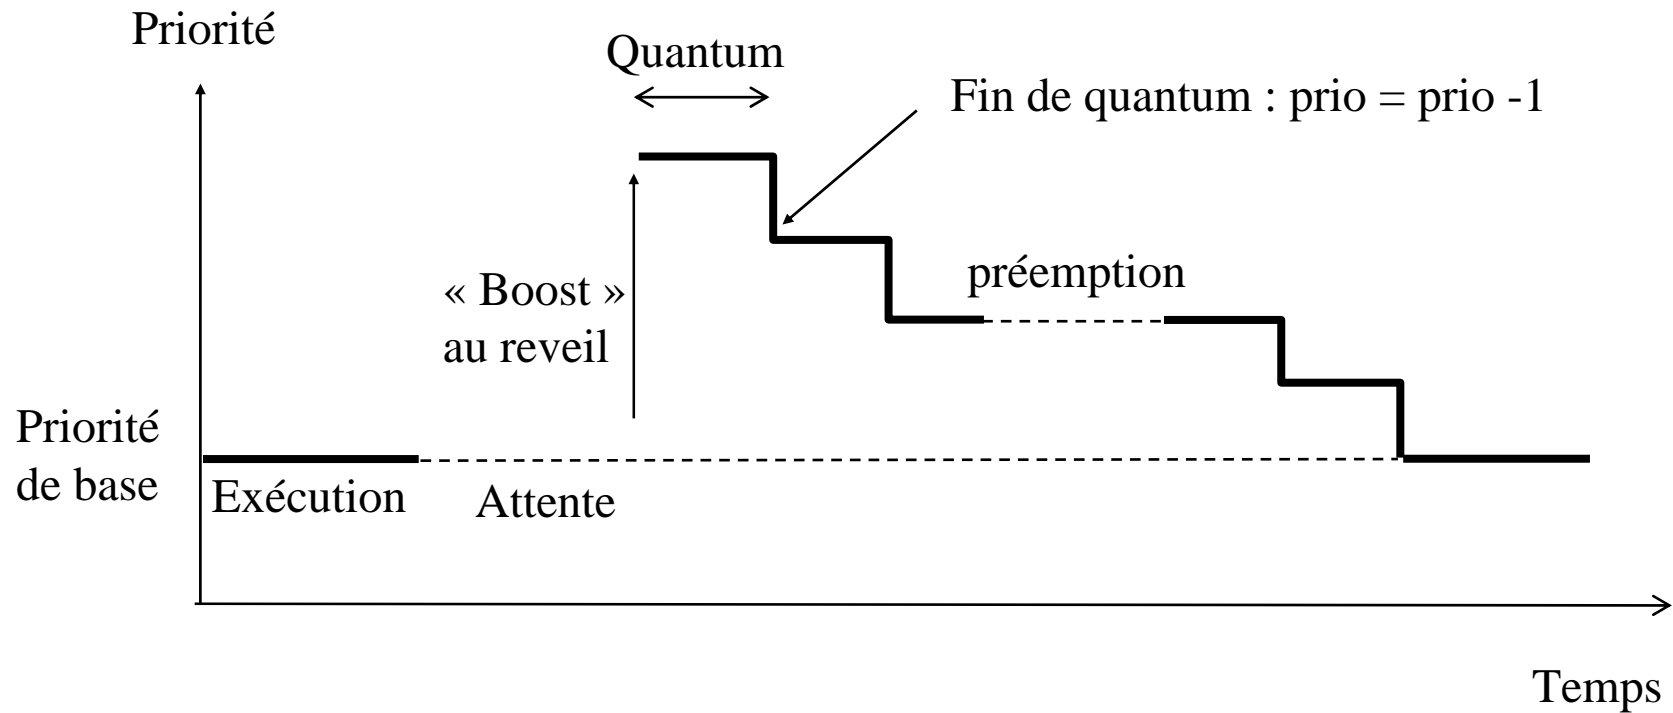 Priorité
Quantum
Fin de quantum : prio = prio -1
préemption
« Boost »
au reveil
Priorité
de base
Exécution
Attente
Temps